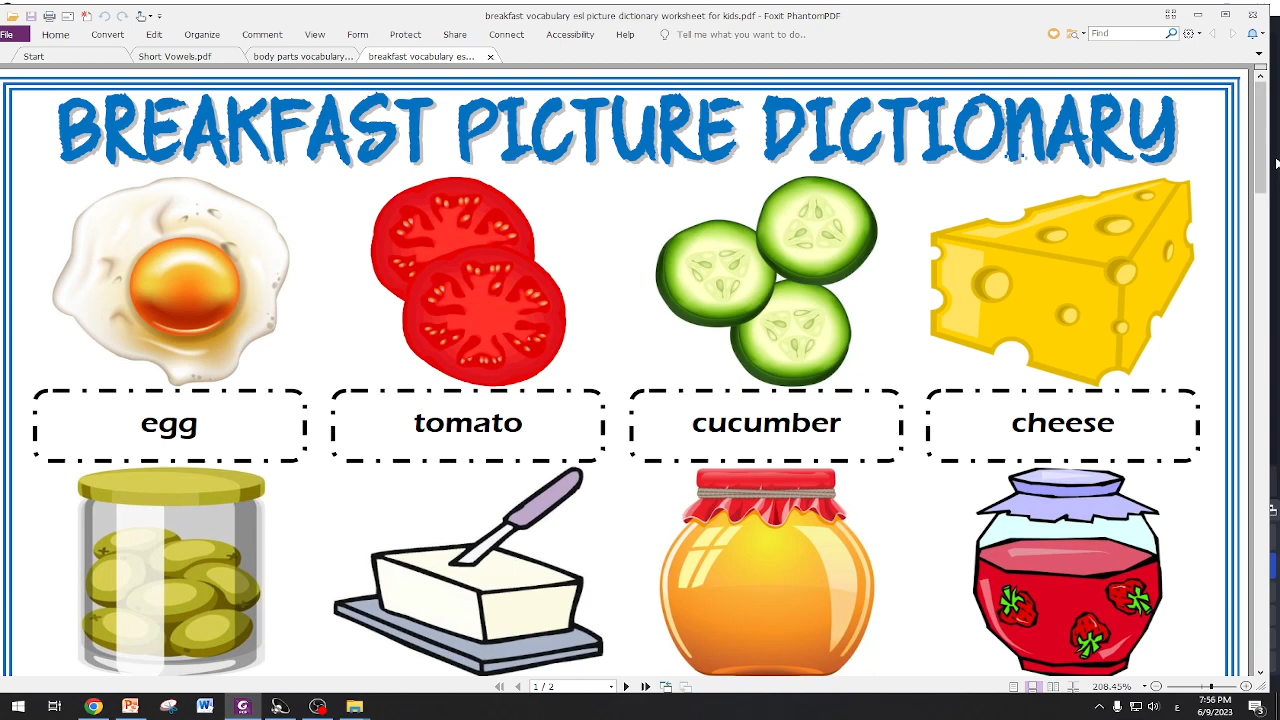 breakfast vocabulary esl picture dictionary worksheet for kids.pdf - Foxit PhantomPDF
File Home Convert Edit Organize Comment View Form Protect Share Connect Accessibility Help Tell me what you want to do.. Find
Start Short Vowels.pdf body parts vocabulary... breakfast vocabulary es...
BREAKFAST PICTURE DICTIONARY
egg tomato cucumber cheese
1 / 2 208.45%
7:56 PM
6/9/2023